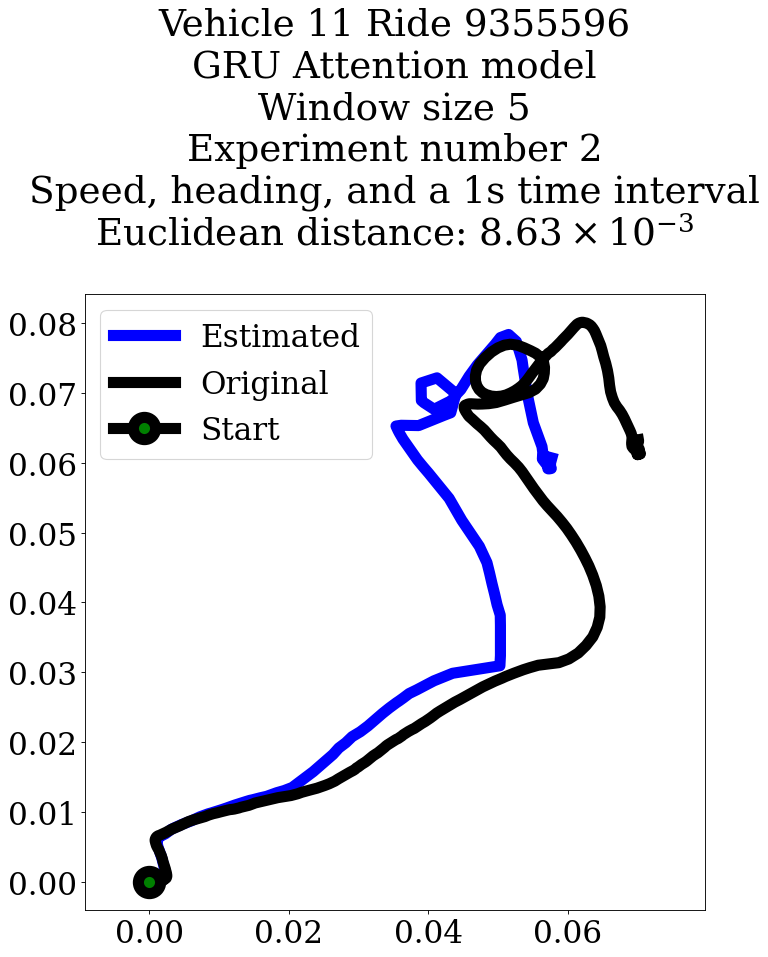 Vehicle 11 Ride 9355596
GRU Attention model
Window size 5
Experiment number 2
Speed, heading, and a 1s time interval
Euclidean distance: 8.63 × 10⁻³
Estimated
Original
Start
0.08
0.07
0.06
0.05
0.04
0.03
0.02
0.01
0.00
0.00 0.02 0.04 0.06